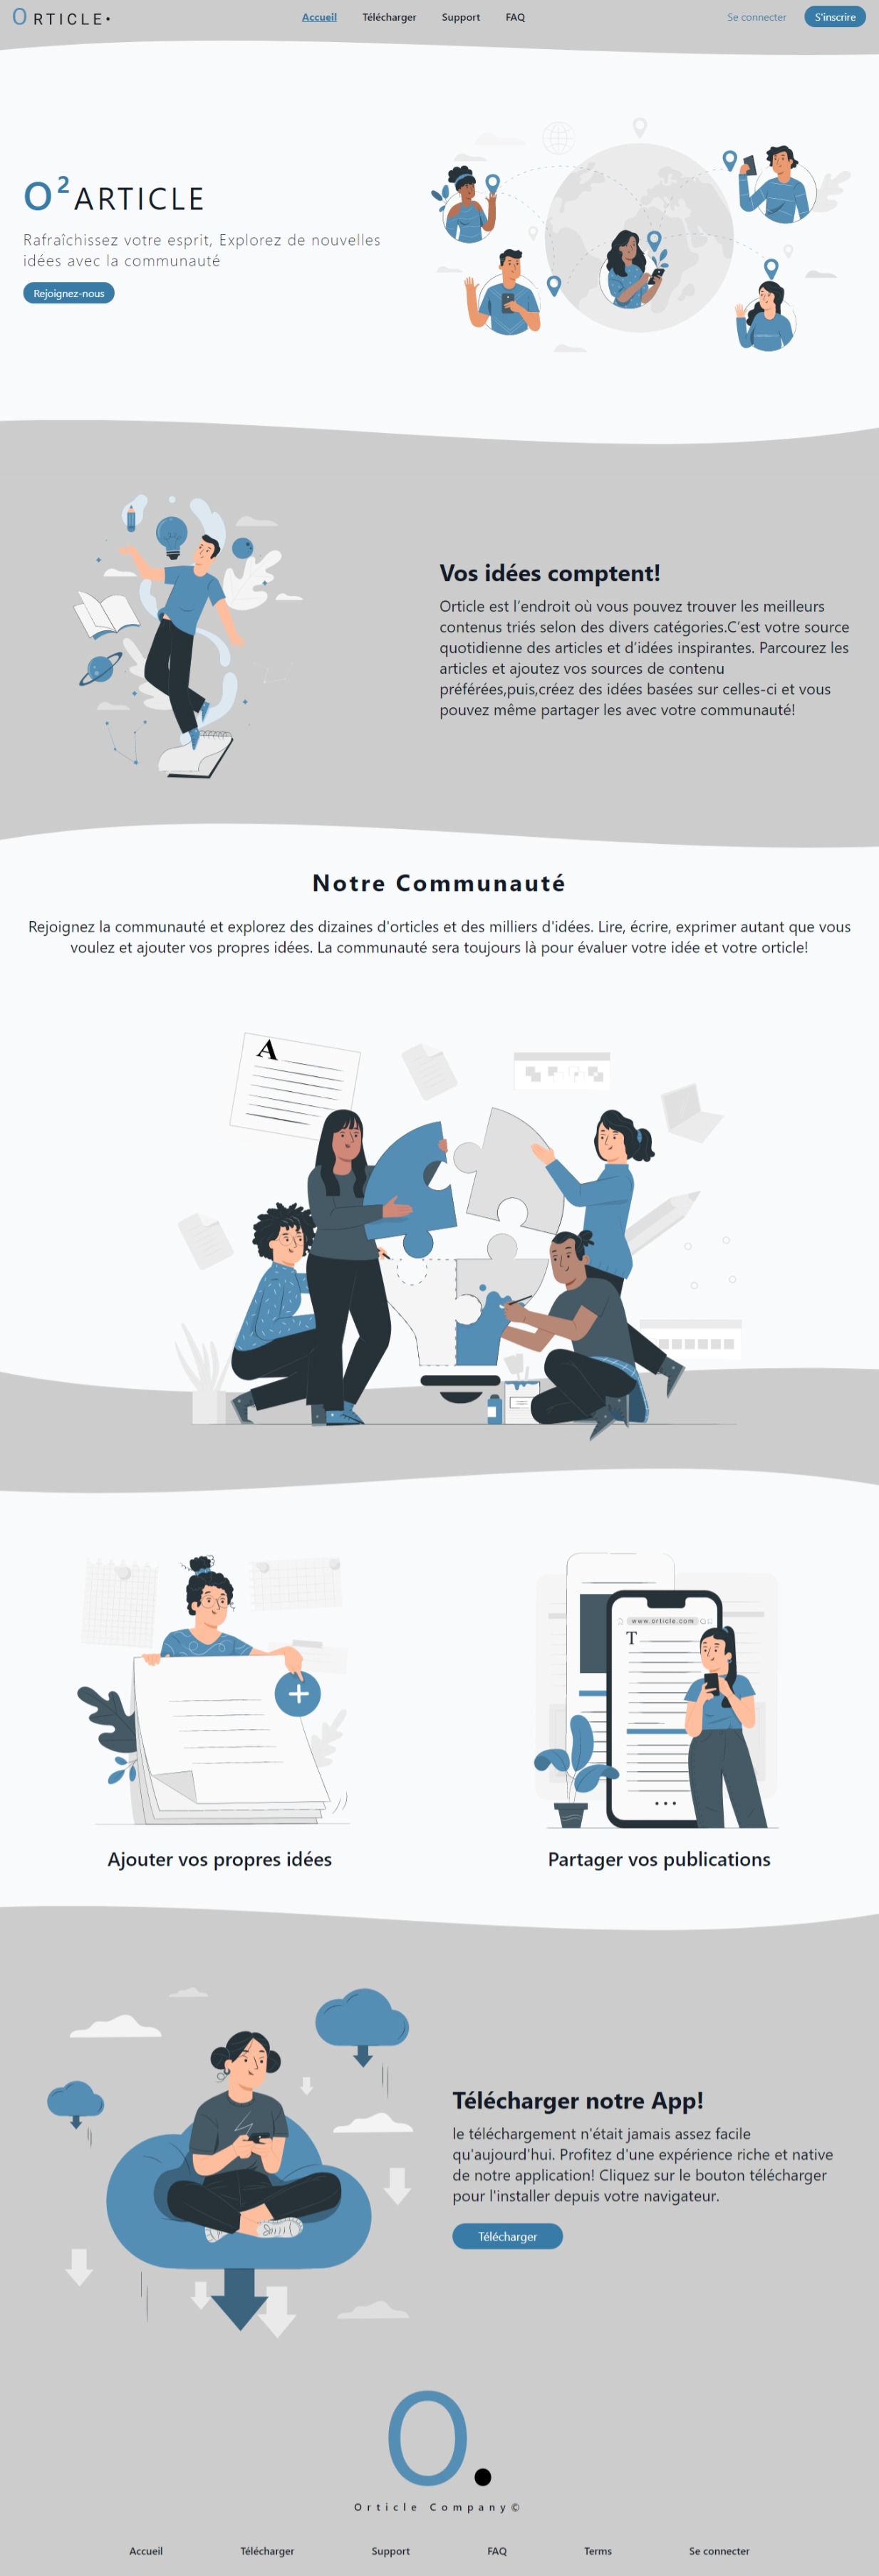 ORTICLE.
Accueil
Télécharger
Support
FAQ
Se connecter
S'inscrire
O²ARTICLE
Rafraîchissez votre esprit, Explorez de nouvelles
idées avec la communauté
Rejoignez-nous
Vos idées comptent!
Orticle est l’endroit où vous pouvez trouver les meilleurs
contenus triés selon des divers catégories.C’est votre source
quotidienne des articles et d’idées inspirantes. Parcourez les
articles et ajoutez vos sources de contenu
préférées,puis,créez des idées basées sur celles-ci et vous
pouvez même partager les avec votre communauté!
Notre Communauté
Rejoignez la communauté et explorez des dizaines d'orticles et des milliers d'idées. Lire, écrire, exprimer autant que vous
voulez et ajouter vos propres idées. La communauté sera toujours là pour évaluer votre idée et votre orticle!
A
www.orticle.com
T
Ajouter vos propres idées
Partager vos publications
Télécharger notre App!
le téléchargement n'était jamais assez facile
qu'aujourd'hui. Profitez d'une expérience riche et native
de notre application! Cliquez sur le bouton télécharger
pour l'installer depuis votre navigateur.
Télécharger
O.
Orticle Company©
Accueil
Télécharger
Support
FAQ
Terms
Se connecter